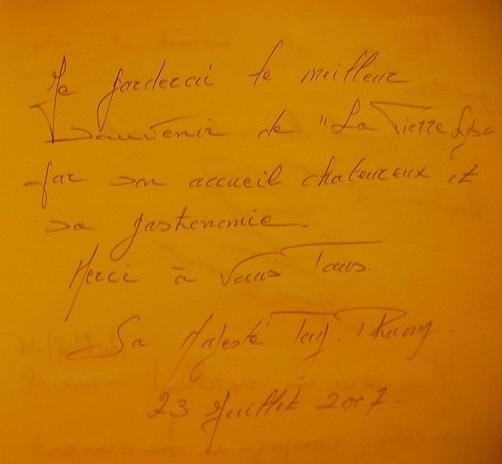 Je garderai le meilleur
Souvenir de "La Pierre
par son accueil chaleureux et
sa gastronomie.
Merci à Vous Tous.
Sa Majesté
23 Juillet 2007.